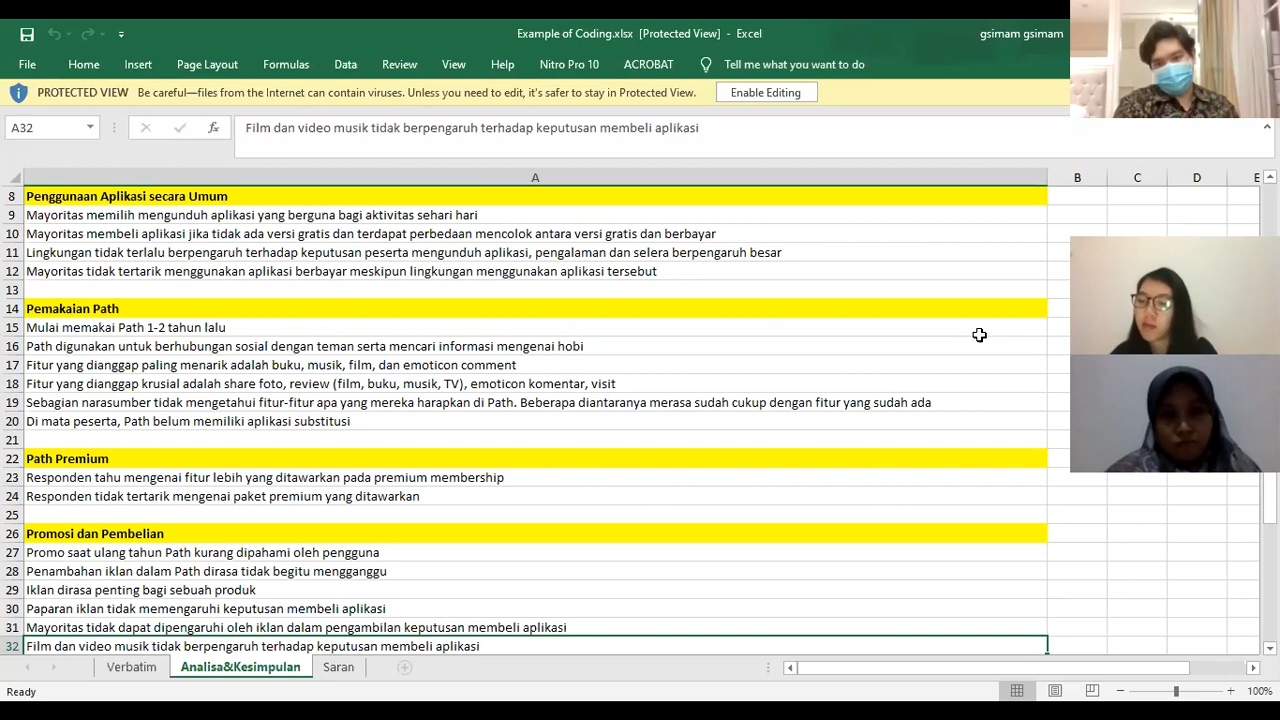 Example of Coding.xlsx [Protected View] - Excel
gsimam gsimam
File Home Insert Page Layout Formulas Data Review View Help Nitro Pro 10 ACROBAT Tell me what you want to do
PROTECTED VIEW Be careful—files from the Internet can contain viruses. Unless you need to edit, it's safer to stay in Protected View. Enable Editing
A32 fx Film dan video musik tidak berpengaruh terhadap keputusan membeli aplikasi
A B C D E
8 Penggunaan Aplikasi secara Umum
9 Mayoritas memilih mengunduh aplikasi yang berguna bagi aktivitas sehari hari
10 Mayoritas membeli aplikasi jika tidak ada versi gratis dan terdapat perbedaan mencolok antara versi gratis dan berbayar
11 Lingkungan tidak terlalu berpengaruh terhadap keputusan peserta mengunduh aplikasi, pengalaman dan selera berpengaruh besar
12 Mayoritas tidak tertarik menggunakan aplikasi berbayar meskipun lingkungan menggunakan aplikasi tersebut
13
14 Pemakaian Path
15 Mulai memakai Path 1-2 tahun lalu
16 Path digunakan untuk berhubungan sosial dengan teman serta mencari informasi mengenai hobi
17 Fitur yang dianggap paling menarik adalah buku, musik, film, dan emoticon comment
18 Fitur yang dianggap krusial adalah share foto, review (film, buku, musik, TV), emoticon komentar, visit
19 Sebagian narasumber tidak mengetahui fitur-fitur apa yang mereka harapkan di Path. Beberapa diantaranya merasa sudah cukup dengan fitur yang sudah ada
20 Di mata peserta, Path belum memiliki aplikasi substitusi
21
22 Path Premium
23 Responden tahu mengenai fitur lebih yang ditawarkan pada premium membership
24 Responden tidak tertarik mengenai paket premium yang ditawarkan
25
26 Promosi dan Pembelian
27 Promo saat ulang tahun Path kurang dipahami oleh pengguna
28 Penambahan iklan dalam Path dirasa tidak begitu mengganggu
29 Iklan dirasa penting bagi sebuah produk
30 Paparan iklan tidak memengaruhi keputusan membeli aplikasi
31 Mayoritas tidak dapat dipengaruhi oleh iklan dalam pengambilan keputusan membeli aplikasi
32 Film dan video musik tidak berpengaruh terhadap keputusan membeli aplikasi
Verbatim Analisa&Kesimpulan Saran
Ready 100%